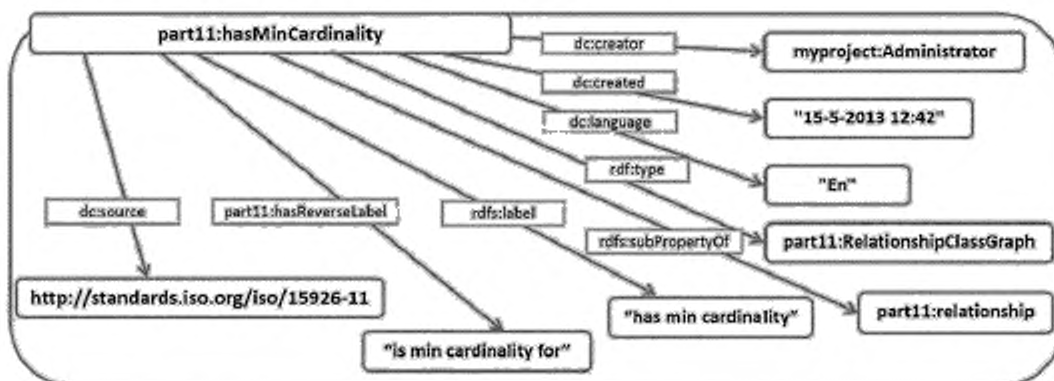 part11:hasMinCardinality
dc:creator
myproject:Administrator
dc:created
"15-5-2013 12:42"
dc:language
"En"
rdf:type
part11:RelationshipClassGraph
dc:source
part11:hasReverseLabel
rdfs:label
rdfs:subPropertyOf
http://standards.iso.org/iso/15926-11
"is min cardinality for"
"has min cardinality"
part11:relationship